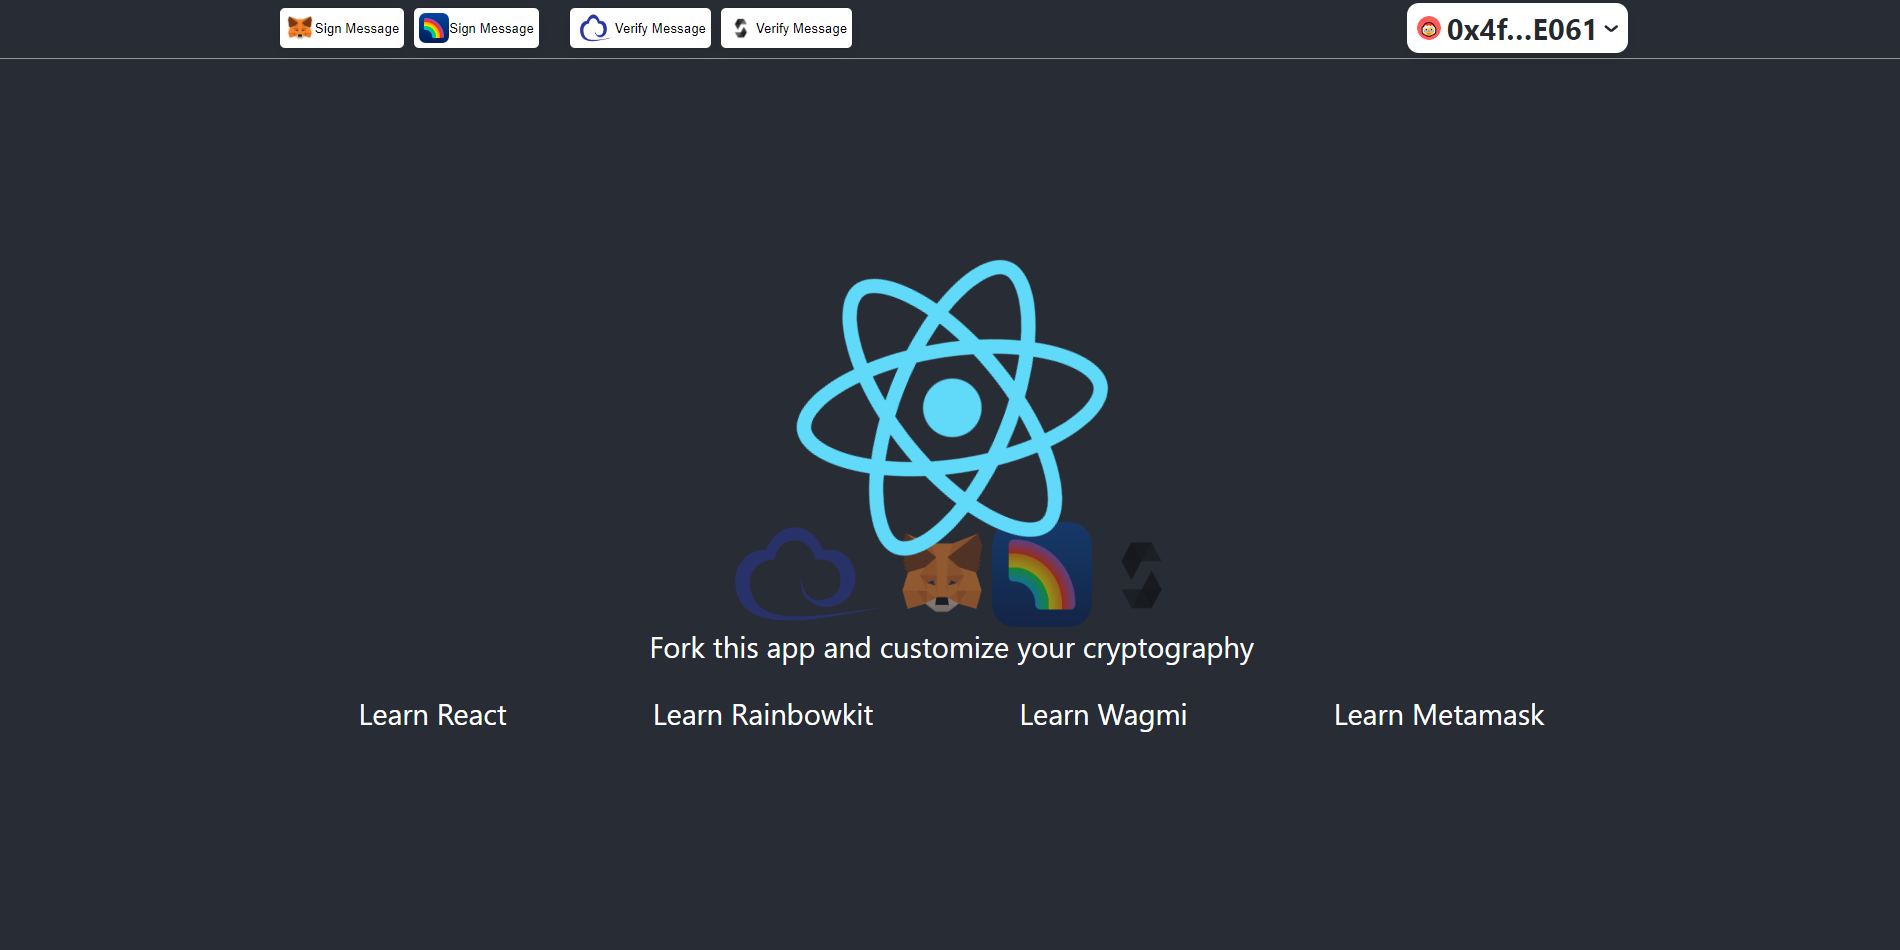 Sign Message Sign Message Verify Message Verify Message 0x4f...E061
Fork this app and customize your cryptography
Learn React Learn Rainbowkit Learn Wagmi Learn Metamask